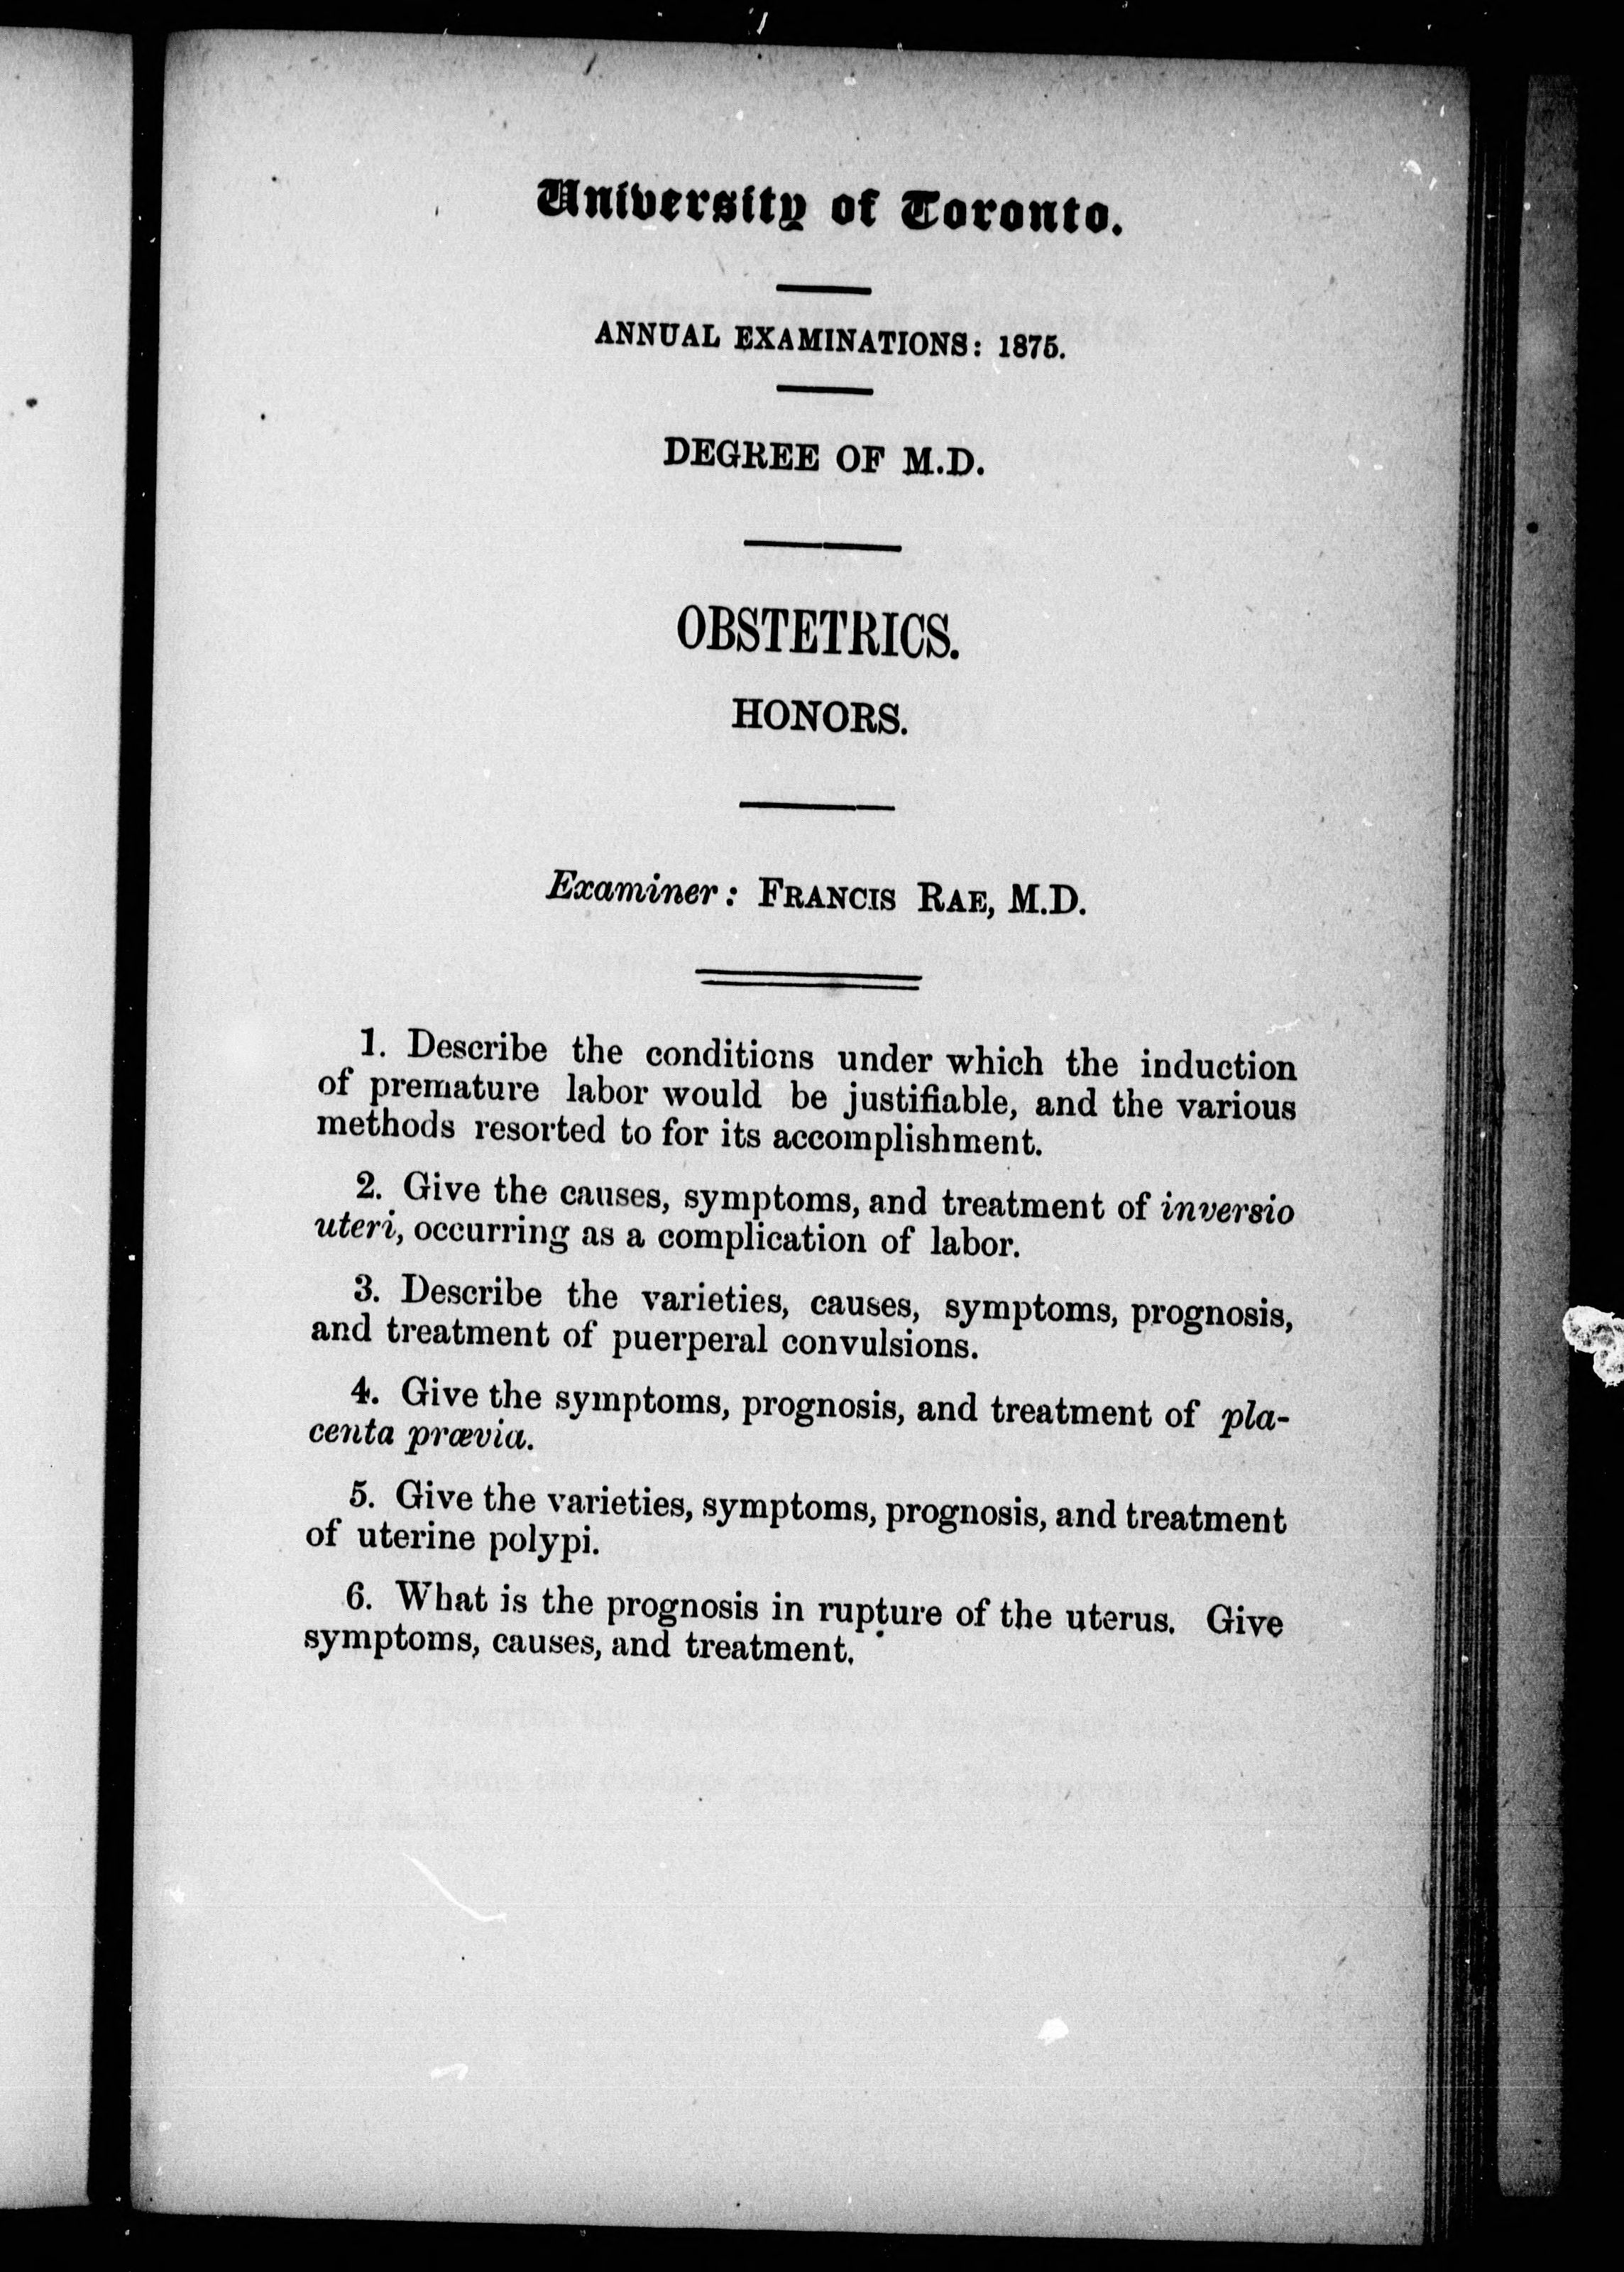 University of Toronto.
ANNUAL EXAMINATIONS: 1875.
DEGREE OF M.D.
OBSTETRICS.
HONORS.
Examiner: FRANCIS RAE, M.D.
1. Describe the conditions under which the induction
of premature labor would be justifiable, and the various
methods resorted to for its accomplishment.
2. Give the causes, symptoms, and treatment of inversio
uteri, occurring as a complication of labor.
3. Describe the varieties, causes, symptoms, prognosis,
and treatment of puerperal convulsions.
4. Give the symptoms, prognosis, and treatment of pla-
centa prævia.
5. Give the varieties, symptoms, prognosis, and treatment
of uterine polypi.
6. What is the prognosis in rupture of the uterus. Give
symptoms, causes, and treatment.